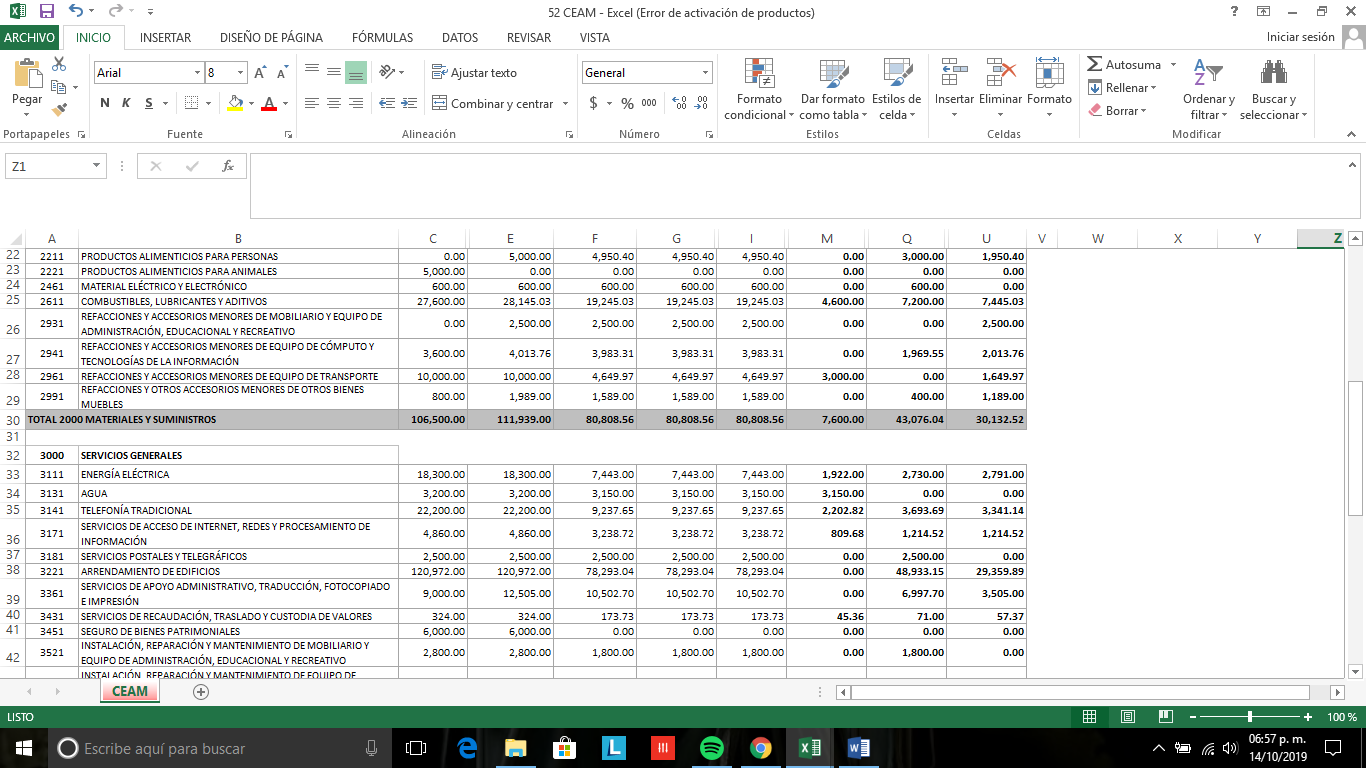 52 CEAM - Excel (Error de activación de productos)
ARCHIVO INICIO INSERTAR DISEÑO DE PÁGINA FÓRMULAS DATOS REVISAR VISTA Iniciar sesión
Pegar Arial 8 Ajustar texto General Formato condicional Dar formato como tabla Estilos de celda Insertar Eliminar Formato Autosuma Rellenar Borrar Ordenar y filtrar Buscar y seleccionar
N K S Combinar y centrar $ % 000
Portapapeles Fuente Alineación Número Estilos Celdas Modificar
Z1 fx
A B C E F G I M Q U V W X Y Z
22 2211 PRODUCTOS ALIMENTICIOS PARA PERSONAS 0.00 5,000.00 4,950.40 4,950.40 4,950.40 0.00 3,000.00 1,950.40
23 2221 PRODUCTOS ALIMENTICIOS PARA ANIMALES 5,000.00 0.00 0.00 0.00 0.00 0.00 0.00 0.00
24 2461 MATERIAL ELÉCTRICO Y ELECTRÓNICO 600.00 600.00 600.00 600.00 600.00 0.00 600.00 0.00
25 2611 COMBUSTIBLES, LUBRICANTES Y ADITIVOS 27,600.00 28,145.03 19,245.03 19,245.03 19,245.03 4,600.00 7,200.00 7,445.03
26 2931 REFACCIONES Y ACCESORIOS MENORES DE MOBILIARIO Y EQUIPO DE
ADMINISTRACIÓN, EDUCACIONAL Y RECREATIVO 0.00 2,500.00 2,500.00 2,500.00 2,500.00 0.00 0.00 2,500.00
27 2941 REFACCIONES Y ACCESORIOS MENORES DE EQUIPO DE CÓMPUTO Y
TECNOLOGÍAS DE LA INFORMACIÓN 3,600.00 4,013.76 3,983.31 3,983.31 3,983.31 0.00 1,969.55 2,013.76
28 2961 REFACCIONES Y ACCESORIOS MENORES DE EQUIPO DE TRANSPORTE 10,000.00 10,000.00 4,649.97 4,649.97 4,649.97 3,000.00 0.00 1,649.97
29 2991 REFACCIONES Y OTROS ACCESORIOS MENORES DE OTROS BIENES
MUEBLES 800.00 1,989.00 1,589.00 1,589.00 1,589.00 0.00 400.00 1,189.00
30 TOTAL 2000 MATERIALES Y SUMINISTROS 106,500.00 111,939.00 80,808.56 80,808.56 80,808.56 7,600.00 43,076.04 30,132.52
31
32 3000 SERVICIOS GENERALES
33 3111 ENERGÍA ELÉCTRICA 18,300.00 18,300.00 7,443.00 7,443.00 7,443.00 1,922.00 2,730.00 2,791.00
34 3131 AGUA 3,200.00 3,200.00 3,150.00 3,150.00 3,150.00 3,150.00 0.00 0.00
35 3141 TELEFONÍA TRADICIONAL 22,200.00 22,200.00 9,237.65 9,237.65 9,237.65 2,202.82 3,693.69 3,341.14
36 3171 SERVICIOS DE ACCESO DE INTERNET, REDES Y PROCESAMIENTO DE
INFORMACIÓN 4,860.00 4,860.00 3,238.72 3,238.72 3,238.72 809.68 1,214.52 1,214.52
37 3181 SERVICIOS POSTALES Y TELEGRÁFICOS 2,500.00 2,500.00 2,500.00 2,500.00 2,500.00 0.00 2,500.00 0.00
38 3221 ARRENDAMIENTO DE EDIFICIOS 120,972.00 120,972.00 78,293.04 78,293.04 78,293.04 0.00 48,933.15 29,359.89
39 3361 SERVICIOS DE APOYO ADMINISTRATIVO, TRADUCCIÓN, FOTOCOPIADO
E IMPRESIÓN 9,000.00 12,505.00 10,502.70 10,502.70 10,502.70 0.00 6,997.70 3,505.00
40 3431 SERVICIOS DE RECAUDACIÓN, TRASLADO Y CUSTODIA DE VALORES 324.00 324.00 173.73 173.73 173.73 45.36 71.00 57.37
41 3451 SEGURO DE BIENES PATRIMONIALES 6,000.00 6,000.00 0.00 0.00 0.00 0.00 0.00 0.00
42 3521 INSTALACIÓN, REPARACIÓN Y MANTENIMIENTO DE MOBILIARIO Y
EQUIPO DE ADMINISTRACIÓN, EDUCACIONAL Y RECREATIVO 2,800.00 2,800.00 1,800.00 1,800.00 1,800.00 0.00 1,800.00 0.00
INSTALACIÓN, REPARACIÓN Y MANTENIMIENTO DE EQUIPO DE
CEAM
LISTO 100 %
Escribe aquí para buscar
06:57 p. m.
14/10/2019